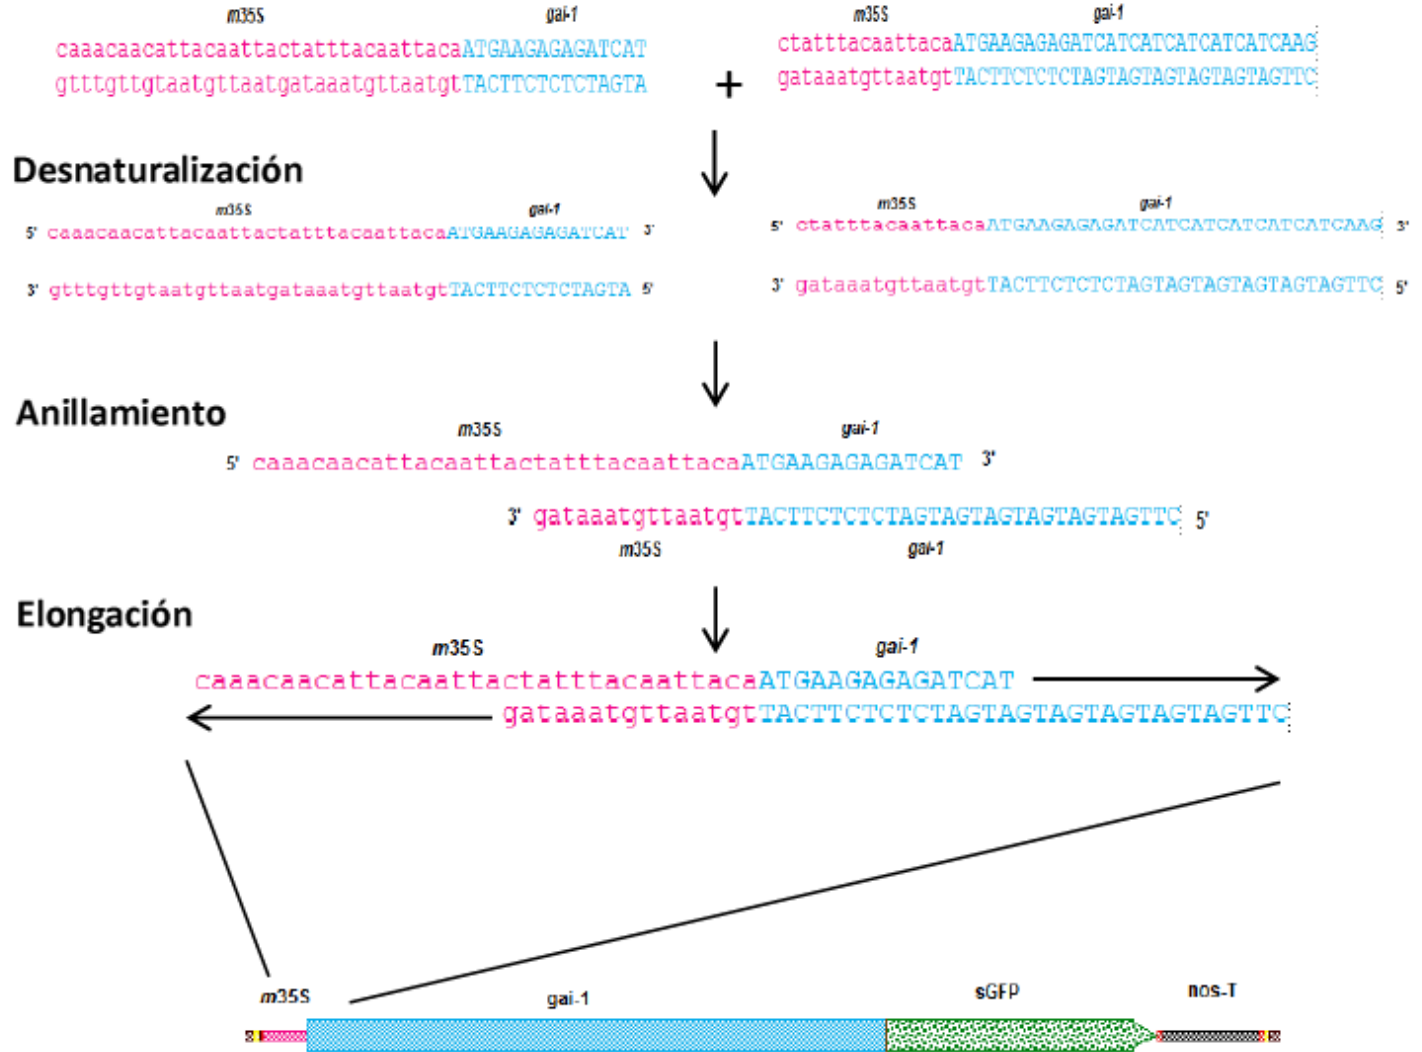 m35S gai-1 m35S gai-1
caaacaacattacaattactatttacaattacaATGAAGAGAGATCAT ctatttacaattacaATGAAGAGAGATCATCATCATCATCATCAAG
gtttgttgtaatgttaatgataaatgttaatgtTACTTCTCTCTAGTA + gataaatgttaatgtTACTTCTCTCTAGTAGTAGTAGTAGTAGTTC
Desnaturalización
m35S gai-1 m35S gai-1
5' caaacaacattacaattactatttacaattacaATGAAGAGAGATCAT 3' 5' ctatttacaattacaATGAAGAGAGATCATCATCATCATCATCAAG 3'
3' gtttgttgtaatgttaatgataaatgttaatgtTACTTCTCTCTAGTA 5' 3' gataaatgttaatgtTACTTCTCTCTAGTAGTAGTAGTAGTAGTTC 5'
Anillamiento
m35S gai-1
5' caaacaacattacaattactatttacaattacaATGAAGAGAGATCAT 3'
3' gataaatgttaatgtTACTTCTCTCTAGTAGTAGTAGTAGTAGTTC 5'
m35S gai-1
Elongación
m35S gai-1
caaacaacattacaattactatttacaattacaATGAAGAGAGATCAT
gataaatgttaatgtTACTTCTCTCTAGTAGTAGTAGTAGTAGTTC
m35S gai-1 sGFP nos-T